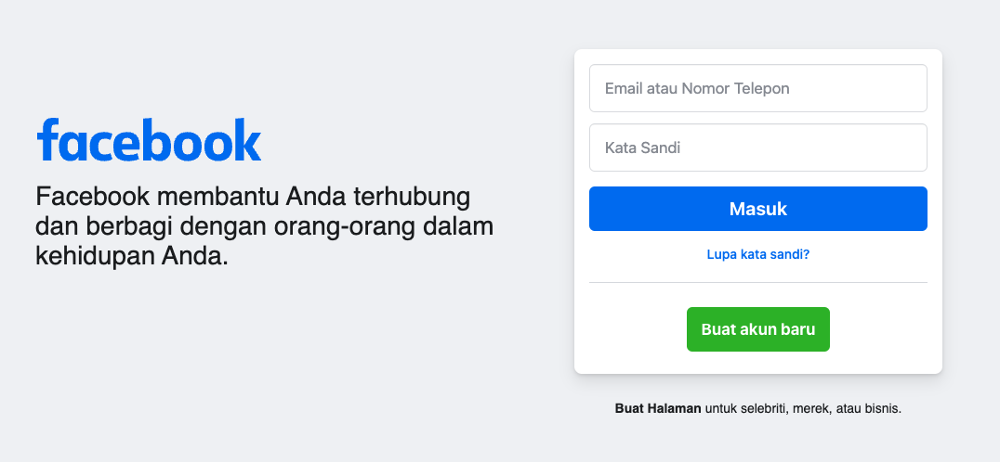 facebook
Facebook membantu Anda terhubung
dan berbagi dengan orang-orang dalam
kehidupan Anda.
Email atau Nomor Telepon
Kata Sandi
Masuk
Lupa kata sandi?
Buat akun baru
Buat Halaman untuk selebriti, merek, atau bisnis.